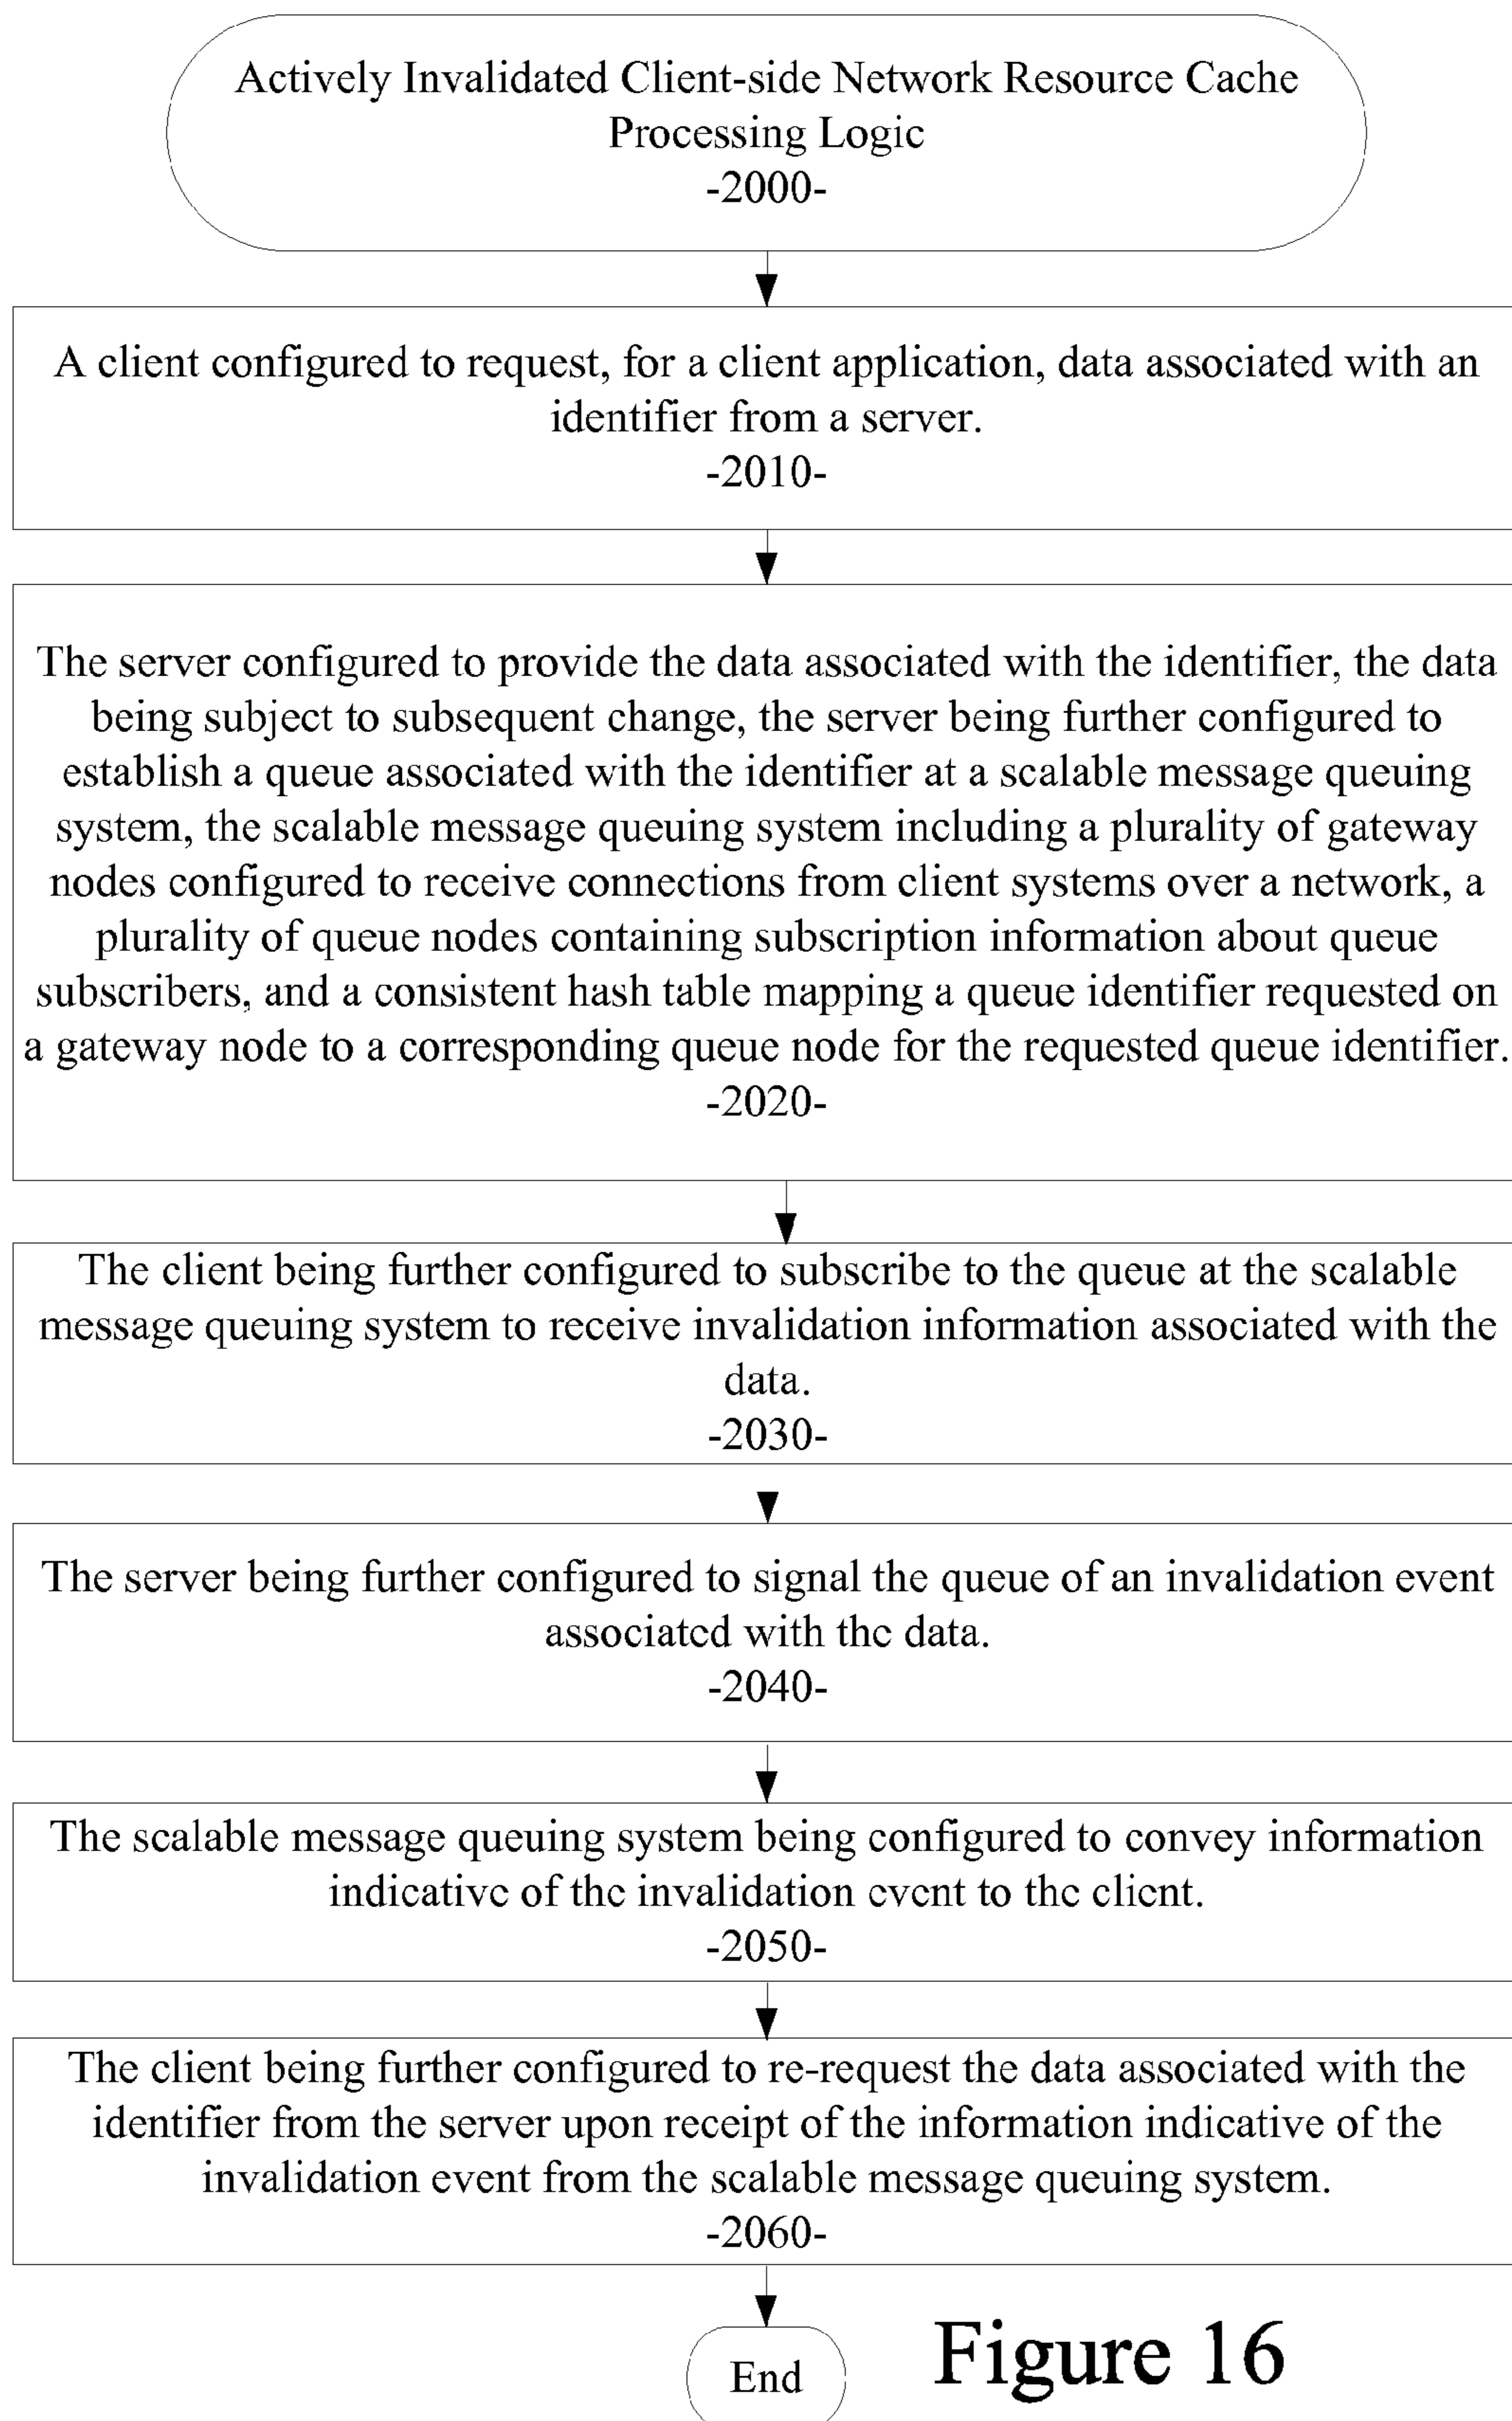 Actively Invalidated Client-side Network Resource Cache
Processing Logic
-2000-
A client configured to request, for a client application, data associated with an
identifier from a server.
-2010-
The server configured to provide the data associated with the identifier, the data
being subject to subsequent change, the server being further configured to
establish a queue associated with the identifier at a scalable message queuing
system, the scalable message queuing system including a plurality of gateway
nodes configured to receive connections from client systems over a network, a
plurality of queue nodes containing subscription information about queue
subscribers, and a consistent hash table mapping a queue identifier requested on
a gateway node to a corresponding queue node for the requested queue identifier.
-2020-
The client being further configured to subscribe to the queue at the scalable
message queuing system to receive invalidation information associated with the
data.
-2030-
The server being further configured to signal the queue of an invalidation event
associated with the data.
-2040-
The scalable message queuing system being configured to convey information
indicative of the invalidation event to the client.
-2050-
The client being further configured to re-request the data associated with the
identifier from the server upon receipt of the information indicative of the
invalidation event from the scalable message queuing system.
-2060-
End
Figure 16